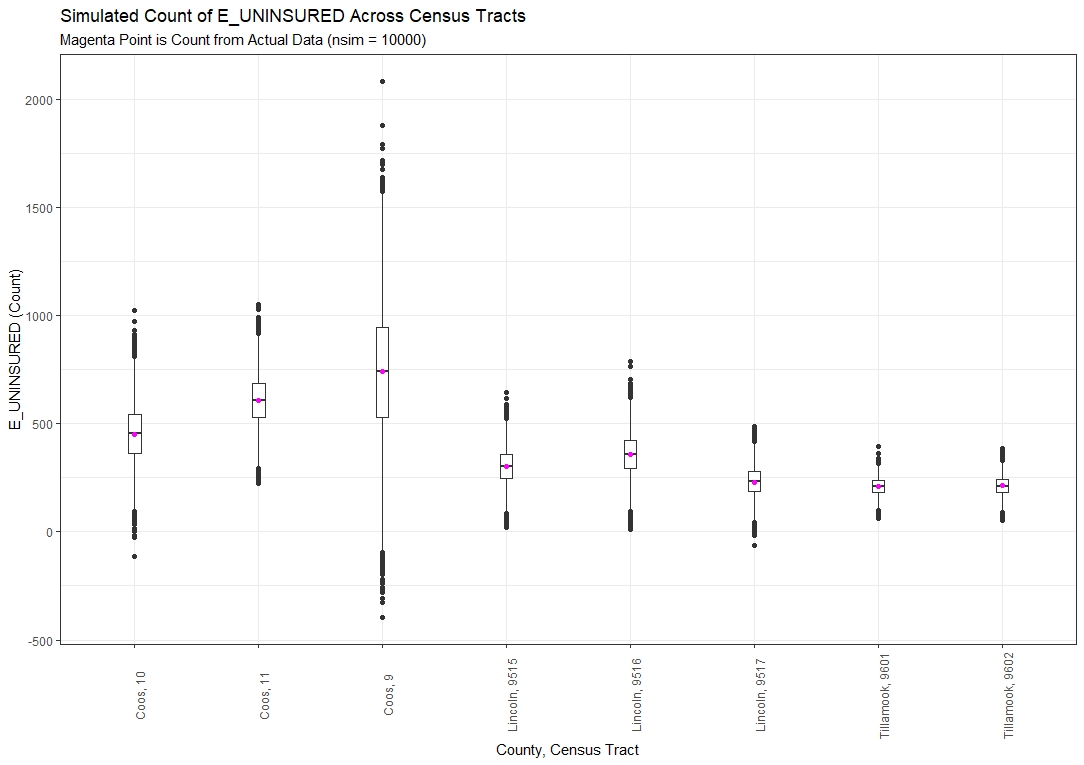 Simulated Count of E_UNINSURED Across Census Tracts
Magenta Point is Count from Actual Data (nsim = 10000)
E_UNINSURED (Count)
2000
1500
1000
500
0
-500
Coos, 10
Coos, 11
Coos, 9
Lincoln, 9515
Lincoln, 9516
Lincoln, 9517
Tillamook, 9601
Tillamook, 9602
County, Census Tract